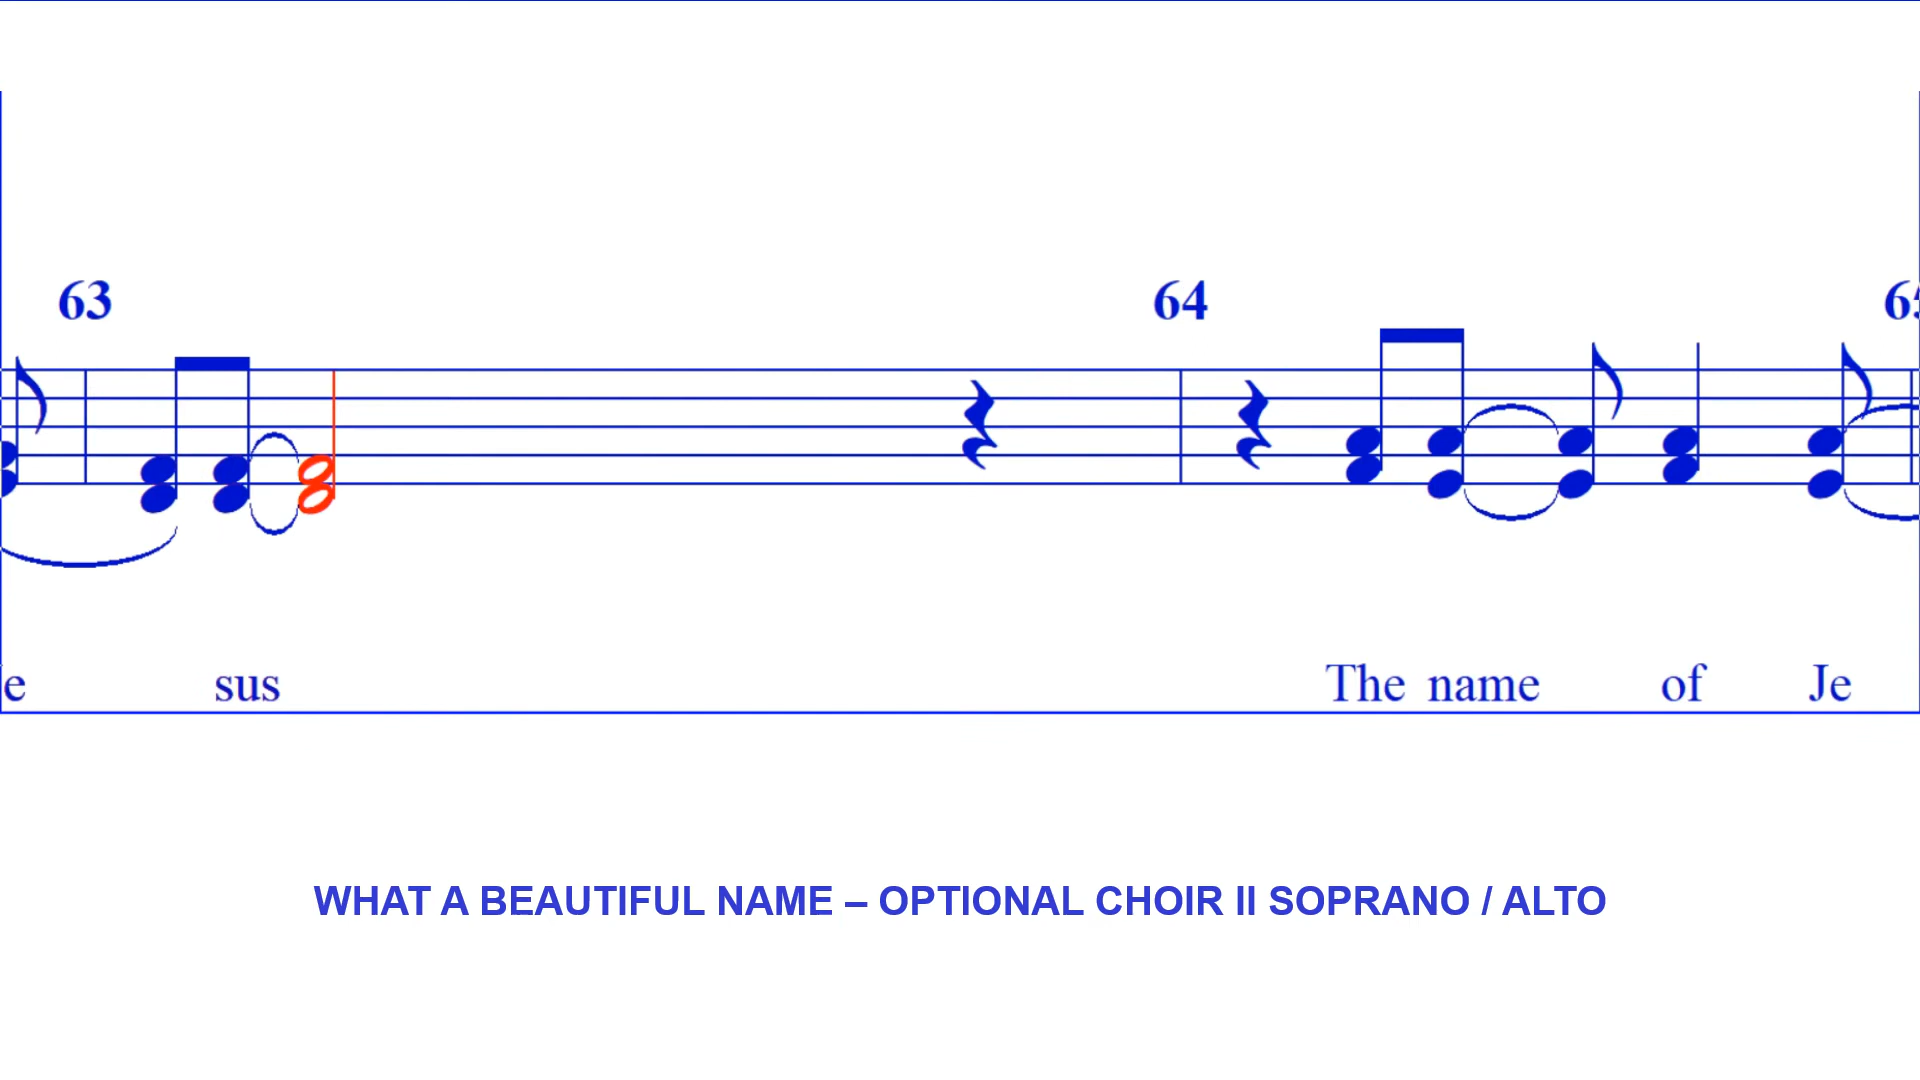 63 64
e sus The name of Je
WHAT A BEAUTIFUL NAME – OPTIONAL CHOIR II SOPRANO / ALTO